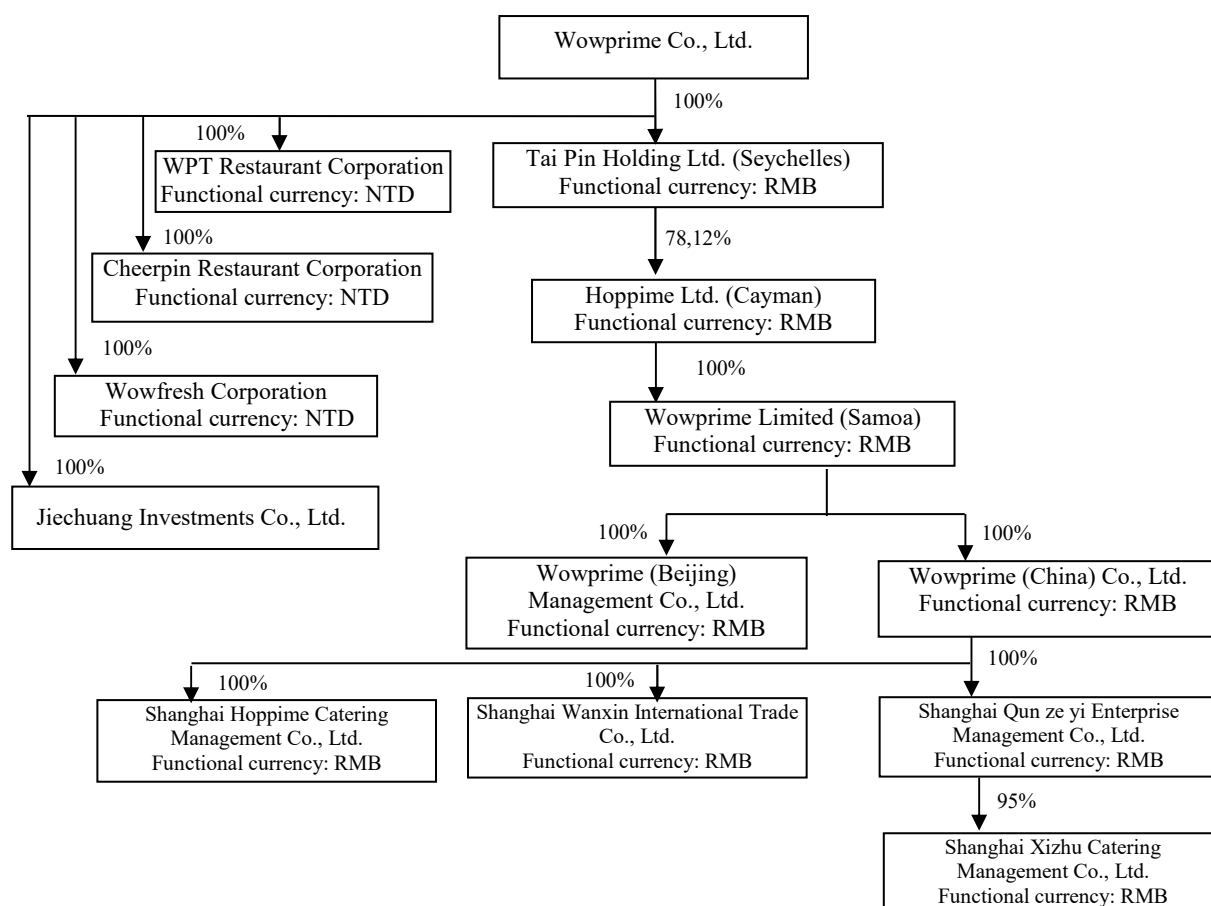 Wowprime Co., Ltd.
100%
100%
WPT Restaurant Corporation
Functional currency: NTD
Tai Pin Holding Ltd. (Seychelles)
Functional currency: RMB
100%
Cheerpin Restaurant Corporation
Functional currency: NTD
78,12%
Hoppime Ltd. (Cayman)
Functional currency: RMB
100%
Wowfresh Corporation
Functional currency: NTD
100%
Wowprime Limited (Samoa)
Functional currency: RMB
100%
Jiechuang Investments Co., Ltd.
100%
100%
Wowprime (Beijing)
Management Co., Ltd.
Functional currency: RMB
Wowprime (China) Co., Ltd.
Functional currency: RMB
100%
100%
100%
Shanghai Hoppime Catering
Management Co., Ltd.
Functional currency: RMB
Shanghai Wanxin International Trade
Co., Ltd.
Functional currency: RMB
Shanghai Qun ze yi Enterprise
Management Co., Ltd.
Functional currency: RMB
95%
Shanghai Xizhu Catering
Management Co., Ltd.
Functional currency: RMB